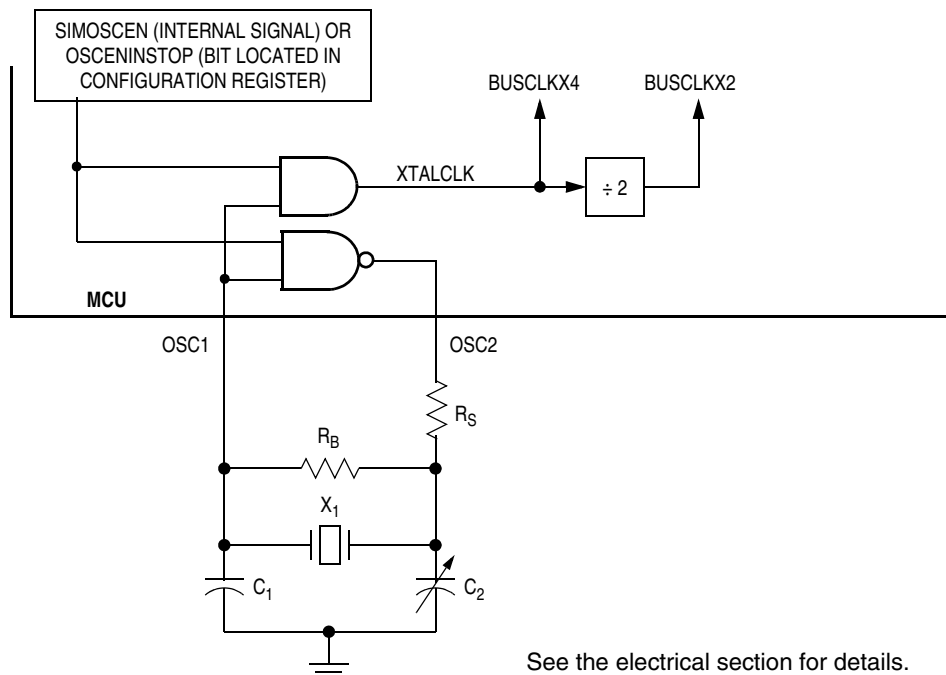 SIMOSCEN (INTERNAL SIGNAL) OR
OSCENINSTOP (BIT LOCATED IN
CONFIGURATION REGISTER)
BUSCLKX4
BUSCLKX2
XTALCLK
÷ 2
MCU
OSC1
OSC2
RS
RB
X1
C1
C2
See the electrical section for details.